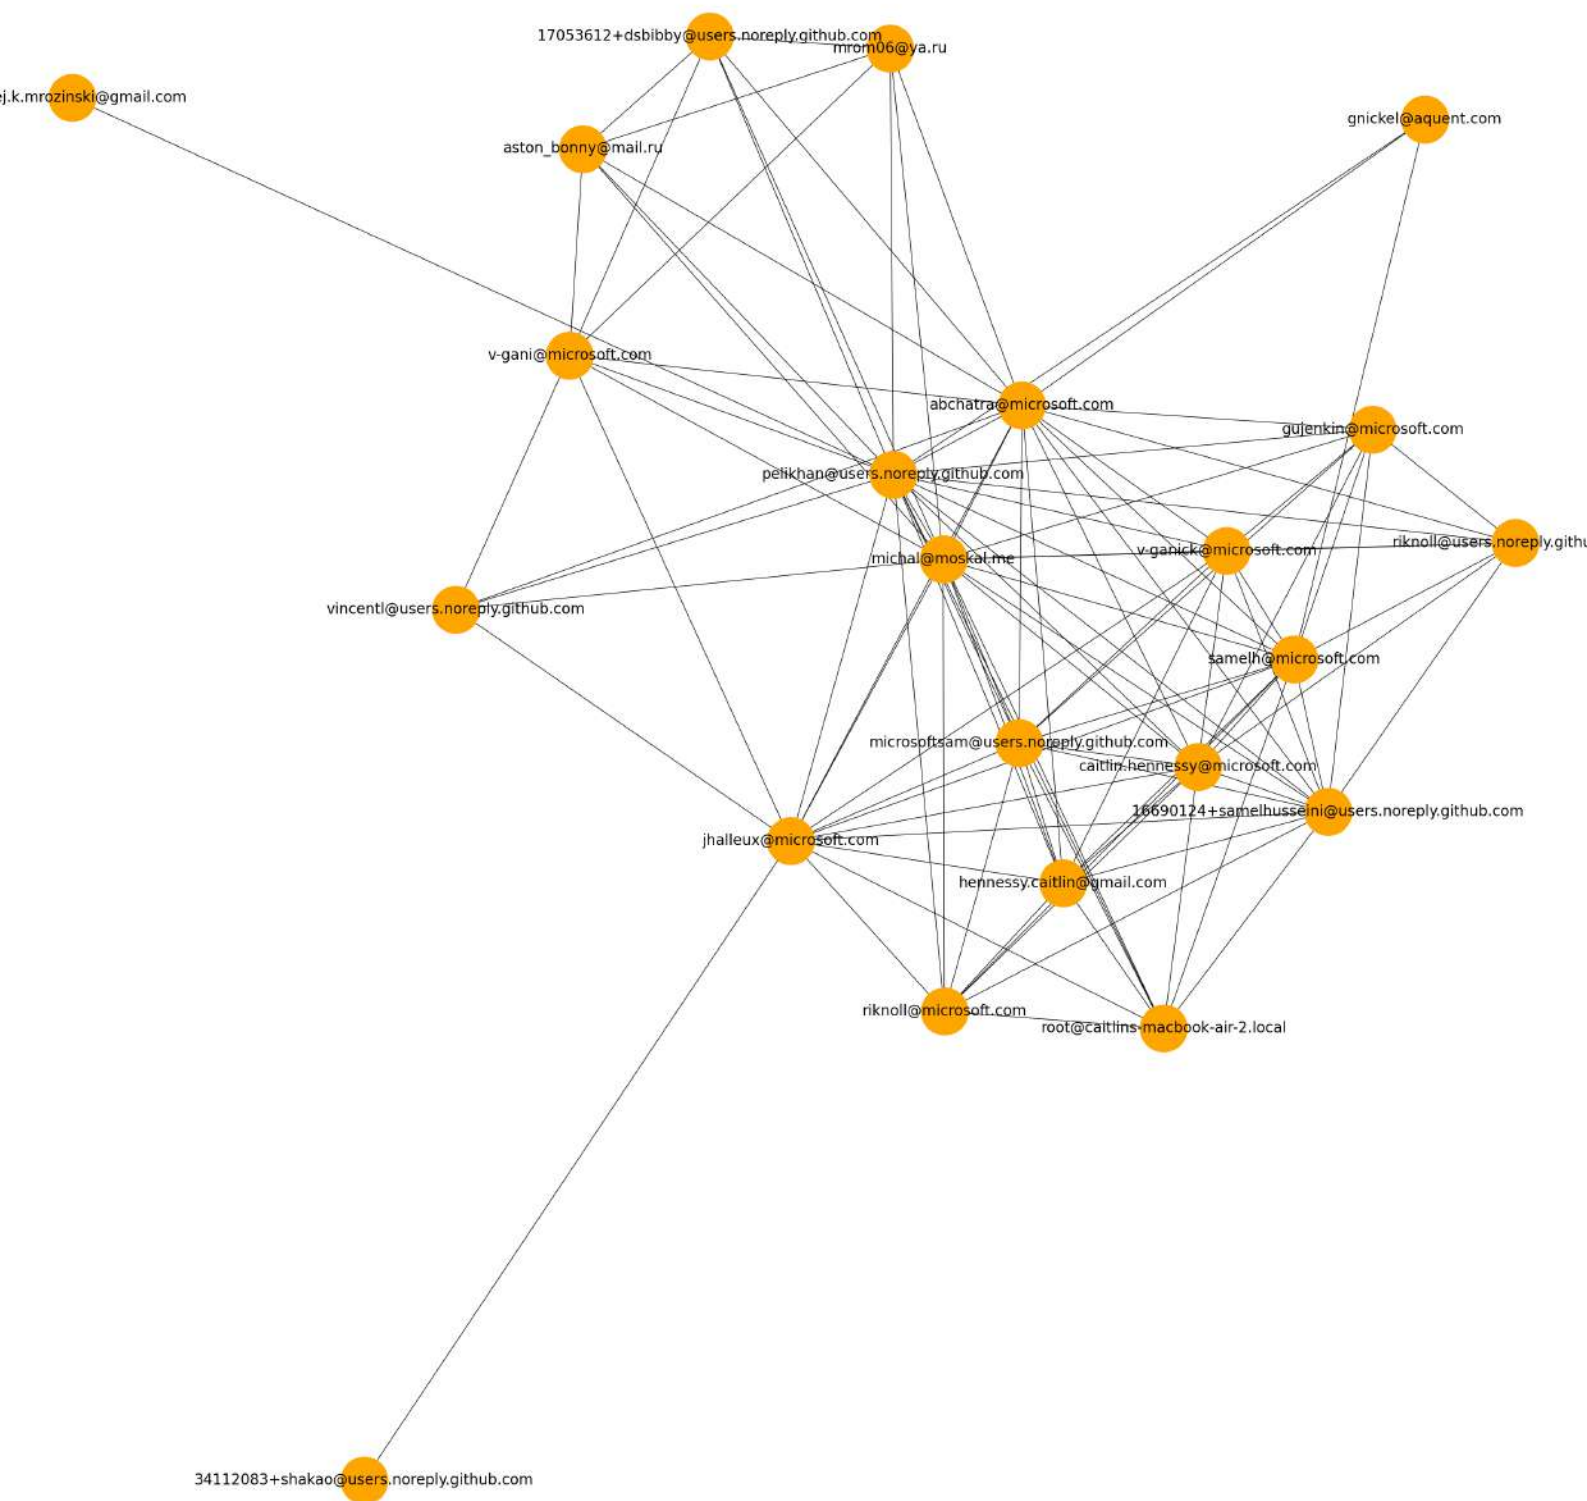 17053612+dsbibby@users.noreply.github.com
mrom06@ya.ru
ej.k.mrozinski@gmail.com
gnickel@aquent.com
aston_bonny@mail.ru
v-gani@microsoft.com
abchatra@microsoft.com
gujenkin@microsoft.com
pelikhan@users.noreply.github.com
riknoll@users.noreply.githu
v-ganick@microsoft.com
michal@moskal.me
vincentl@users.noreply.github.com
samelh@microsoft.com
microsoftsam@users.noreply.github.com
caitlin.hennessy@microsoft.com
16690124+samelhusseini@users.noreply.github.com
jhalleux@microsoft.com
hennessy.caitlin@gmail.com
riknoll@microsoft.com
root@caitlins-macbook-air-2.local
34112083+shakao@users.noreply.github.com